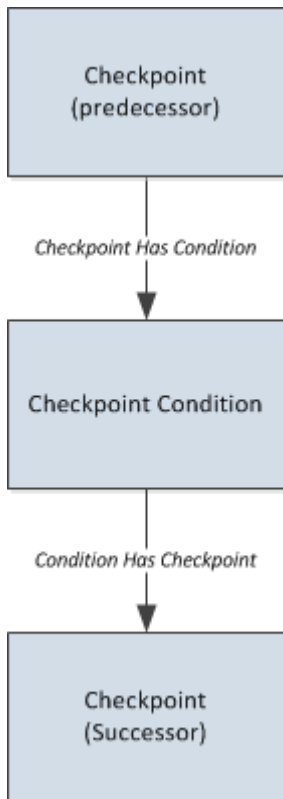 Checkpoint
(predecessor)
Checkpoint Has Condition
Checkpoint Condition
Condition Has Checkpoint
Checkpoint
(Successor)